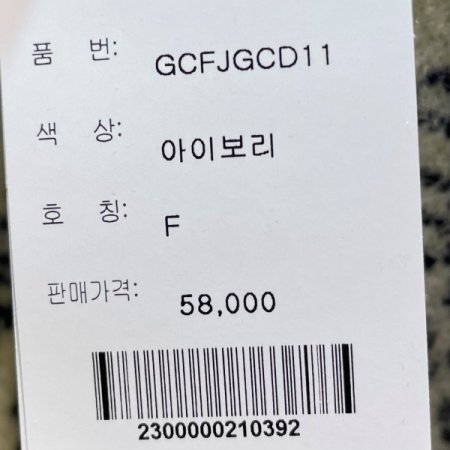 품 번: GCFJGCD11
색 상: 아이보리
호 칭: F
판매가격: 58,000
2300000210392